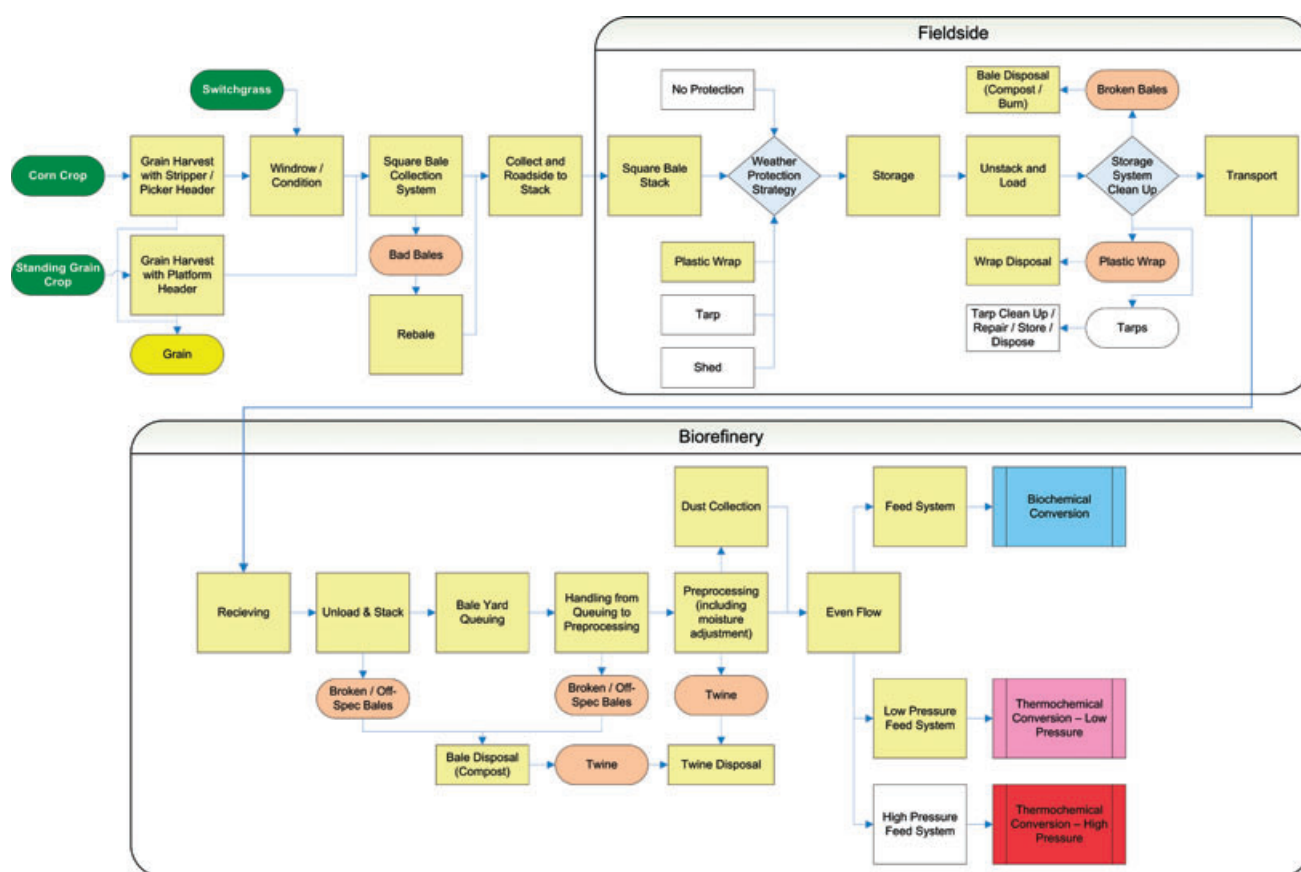 Fieldside
Switchgrass
No Protection
Bale Disposal
(Compost /
Burn)
Broken Bales
Corn Crop
Grain Harvest
with Stripper /
Picker Header
Windrow /
Condition
Square Bale
Collection
System
Collect and
Roadside to
Stack
Square Bale
Stack
Weather
Protection
Strategy
Storage
Unstack and
Load
Storage
System
Clean Up
Transport
Standing Grain
Crop
Grain Harvest
with Platform
Header
Bad Bales
Plastic Wrap
Wrap Disposal
Plastic Wrap
Grain
Rebale
Tarp
Tarp Clean Up /
Repair / Store /
Dispose
Tarps
Shed
Biorefinery
Dust Collection
Feed System
Biochemical
Conversion
Recieving
Unload & Stack
Bale Yard
Queuing
Handling from
Queuing to
Preprocessing
Preprocessing
(including
moisture
adjustment)
Even Flow
Broken / Off-
Spec Bales
Broken / Off-
Spec Bales
Twine
Low Pressure
Feed System
Thermochemical
Conversion – Low
Pressure
Bale Disposal
(Compost)
Twine
Twine Disposal
High Pressure
Feed System
Thermochemical
Conversion – High
Pressure